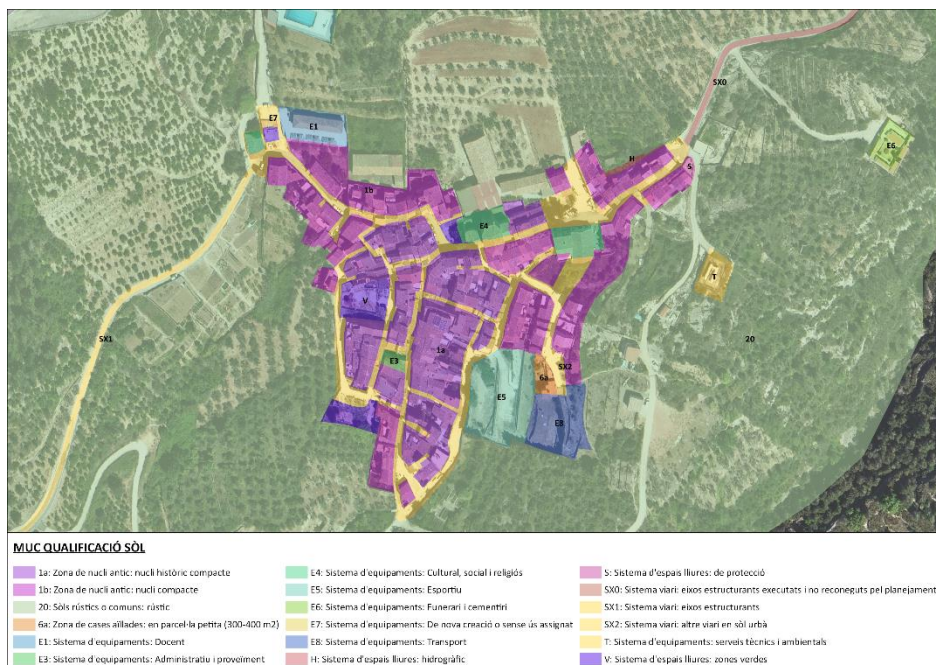 SX0
E7
E1
E6
H
S
1b
E4
T
V
20
SX1
1a
E3
6a
SX2
E5
E8
MUC QUALIFICACIÓ SÒL
1a: Zona de nucli antic: nucli històric compacte
1b: Zona de nucli antic: nucli compacte
20: Sòls rústics o comuns: rústic
6a: Zona de cases aïllades: en parcel·la petita (300-400 m2)
E1: Sistema d'equipaments: Docent
E3: Sistema d'equipaments: Administratiu i proveïment
E4: Sistema d'equipaments: Cultural, social i religiós
E5: Sistema d'equipaments: Esportiu
E6: Sistema d'equipaments: Funerari i cementiri
E7: Sistema d'equipaments: De nova creació o sense ús assignat
E8: Sistema d'equipaments: Transport
H: Sistema d'espais lliures: hidrogràfic
S: Sistema d'espais lliures: de protecció
SX0: Sistema viari: eixos estructurants executats i no reconeguts pel planejament
SX1: Sistema viari: eixos estructurants
SX2: Sistema viari: altre viari en sòl urbà
T: Sistema d'equipaments: serveis tècnics i ambientals
V: Sistema d'espais lliures: zones verdes